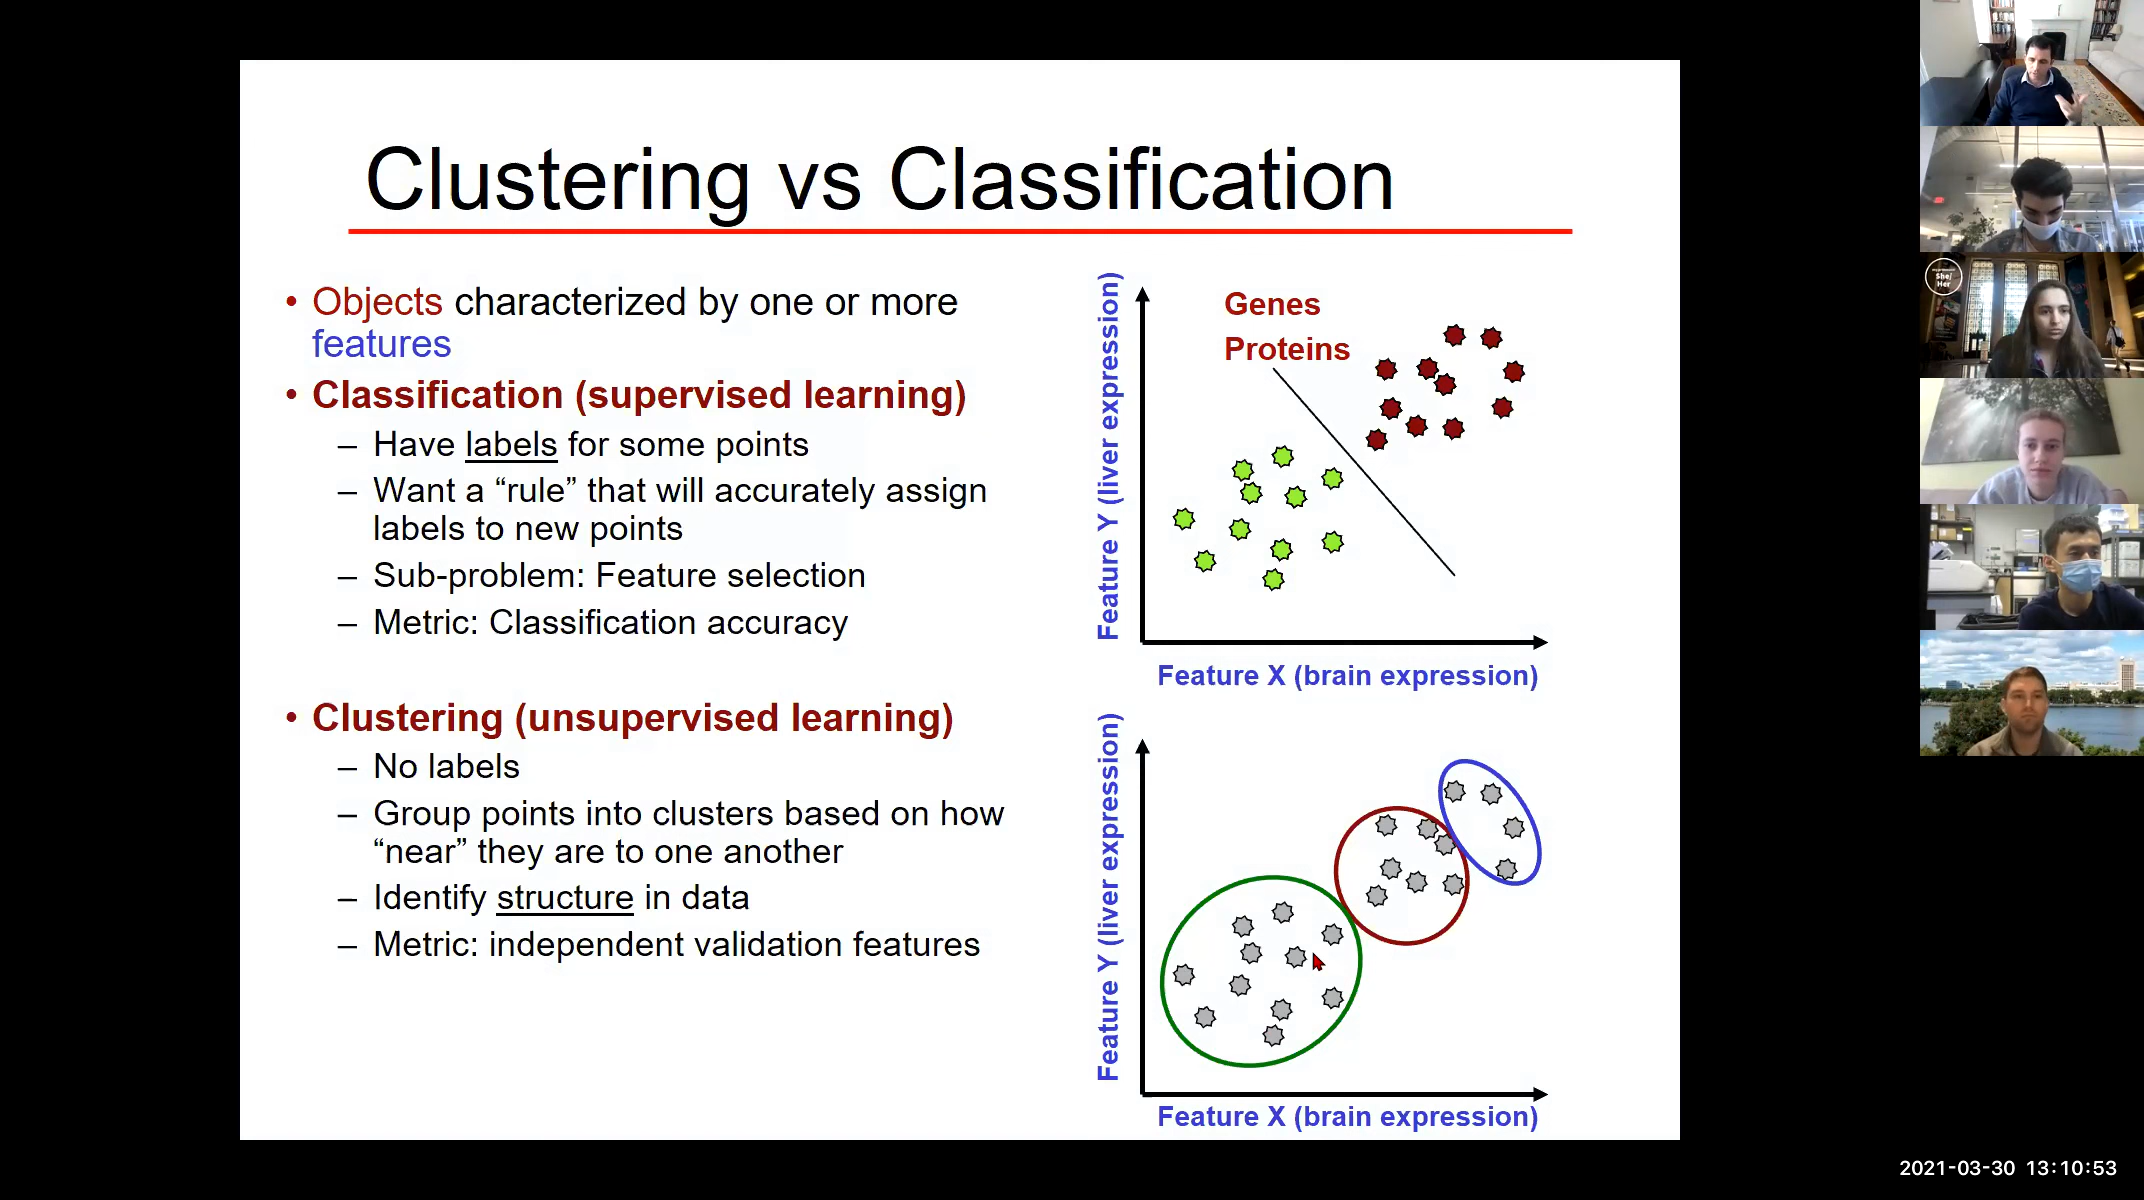 Clustering vs Classification
• Objects characterized by one or more
features
• Classification (supervised learning)
– Have labels for some points
– Want a “rule” that will accurately assign
labels to new points
– Sub-problem: Feature selection
– Metric: Classification accuracy
• Clustering (unsupervised learning)
– No labels
– Group points into clusters based on how
“near” they are to one another
– Identify structure in data
– Metric: independent validation features
Feature Y (liver expression)
Genes
Proteins
Feature X (brain expression)
Feature Y (liver expression)
Feature X (brain expression)
She/
Her
2021-03-30 13:10:53